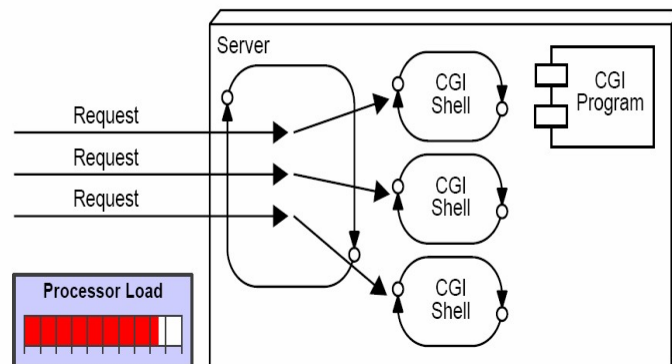 Server
CGI
Shell
CGI
Program
Request
Request
CGI
Shell
Request
CGI
Shell
Processor Load